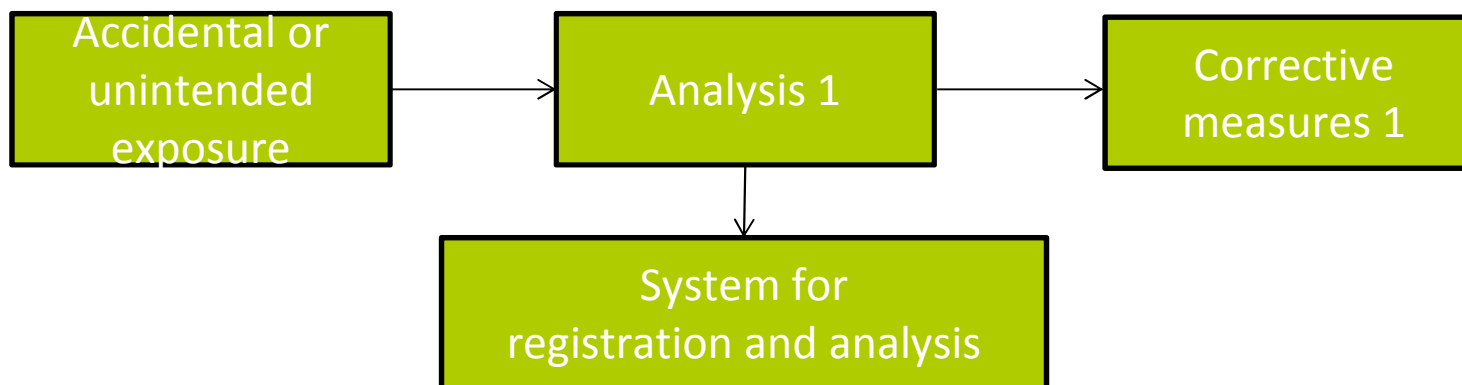 Accidental or
unintended
exposure
Analysis 1
Corrective
measures 1
System for
registration and analysis